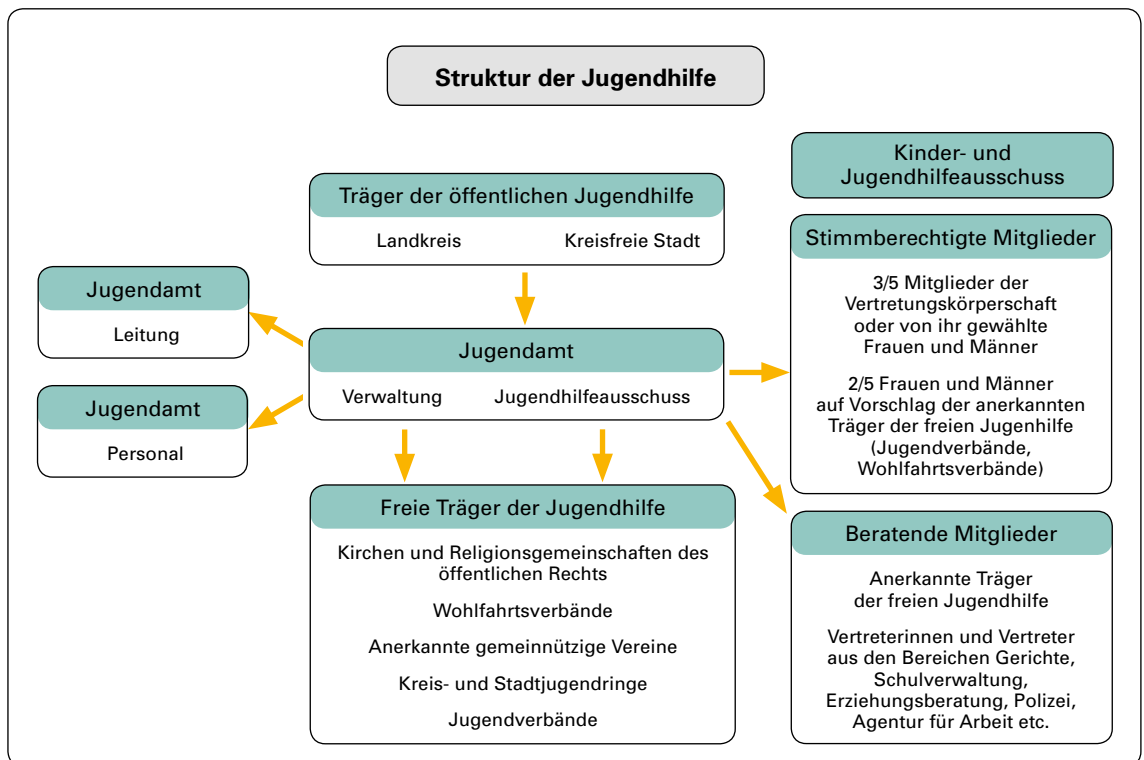 Struktur der Jugendhilfe
Träger der öffentlichen Jugendhilfe
Landkreis Kreisfreie Stadt
Jugendamt
Leitung
Jugendamt
Personal
Jugendamt
Verwaltung Jugendhilfeausschuss
Freie Träger der Jugendhilfe
Kirchen und Religionsgemeinschaften des
öffentlichen Rechts
Wohlfahrtsverbände
Anerkannte gemeinnützige Vereine
Kreis- und Stadtjugendringe
Jugendverbände
Kinder- und
Jugendhilfeausschuss
Stimmberechtigte Mitglieder
3/5 Mitglieder der
Vertretungskörperschaft
oder von ihr gewählte
Frauen und Männer
2/5 Frauen und Männer
auf Vorschlag der anerkannten
Träger der freien Jugenhilfe
(Jugendverbände,
Wohlfahrtsverbände)
Beratende Mitglieder
Anerkannte Träger
der freien Jugendhilfe
Vertreterinnen und Vertreter
aus den Bereichen Gerichte,
Schulverwaltung,
Erziehungsberatung, Polizei,
Agentur für Arbeit etc.